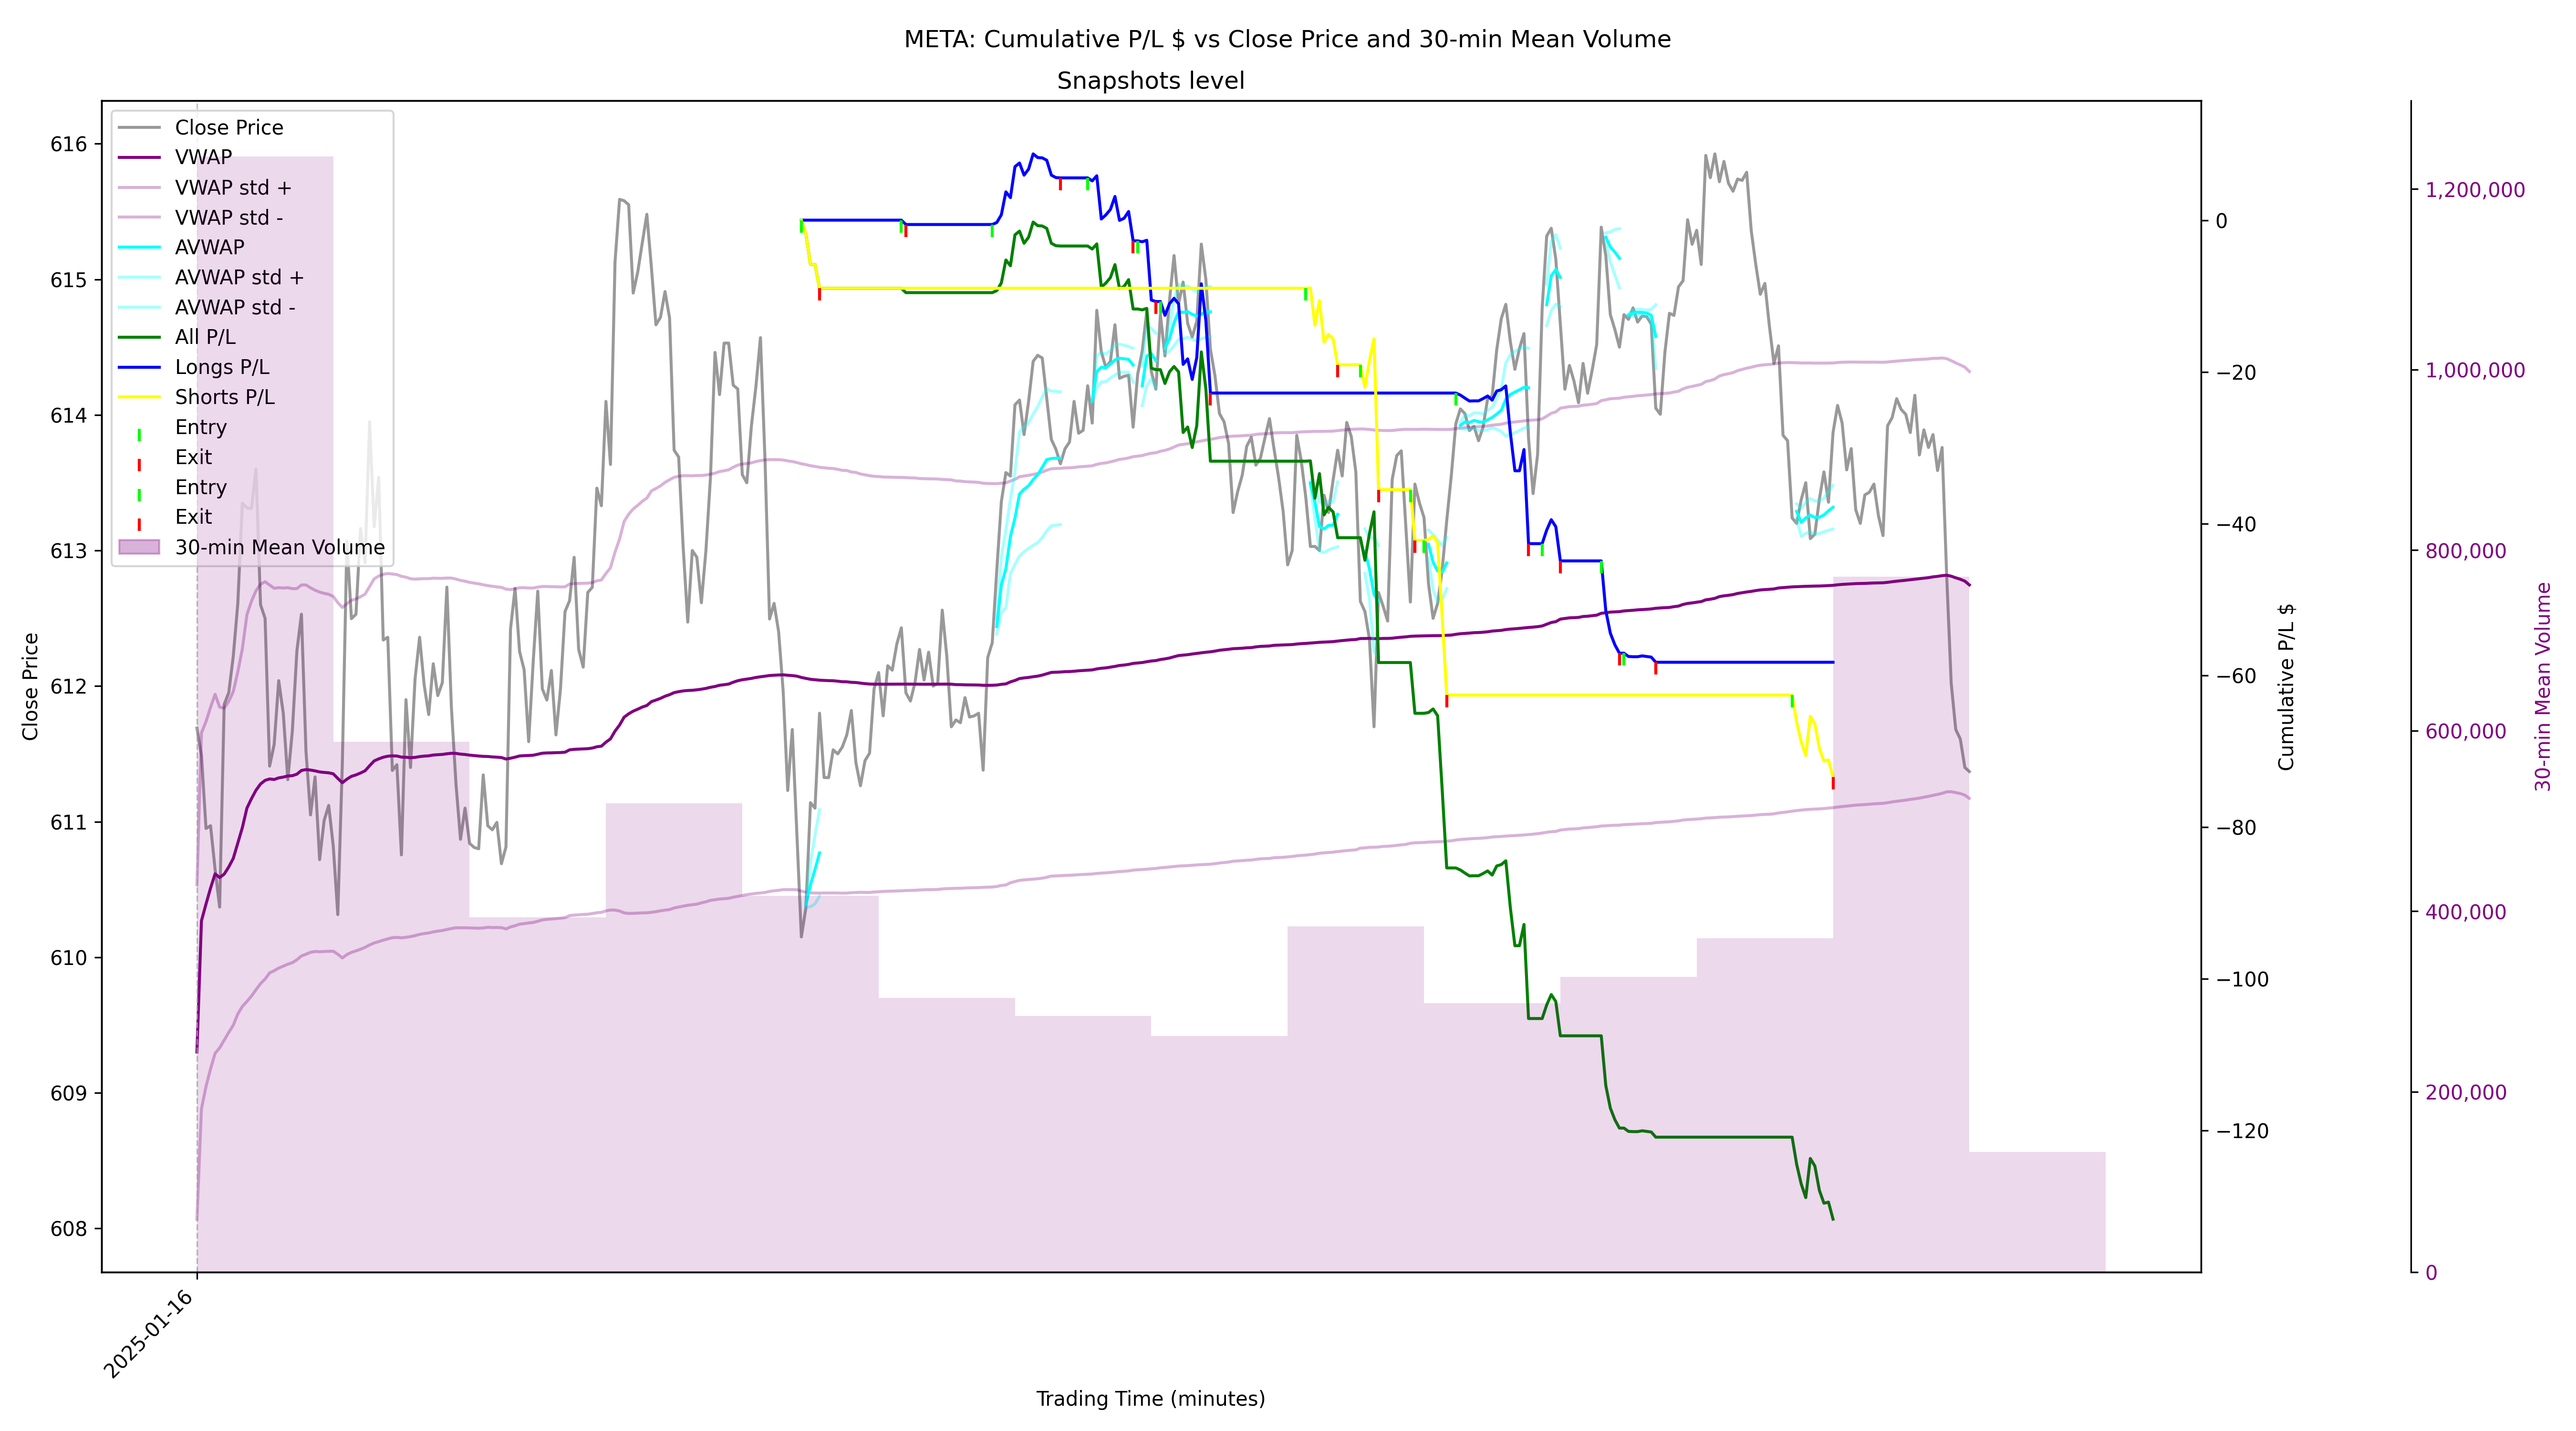 META: Cumulative P/L $ vs Close Price and 30-min Mean Volume
Snapshots level
Close Price
VWAP
VWAP std +
VWAP std -
AVWAP
AVWAP std +
AVWAP std -
All P/L
Longs P/L
Shorts P/L
Entry
Exit
Entry
Exit
30-min Mean Volume
616
615
614
613
612
611
610
609
608
Close Price
0
−20
−40
−60
−80
−100
−120
Cumulative P/L $
1,200,000
1,000,000
800,000
600,000
400,000
200,000
0
30-min Mean Volume
2025-01-16
Trading Time (minutes)